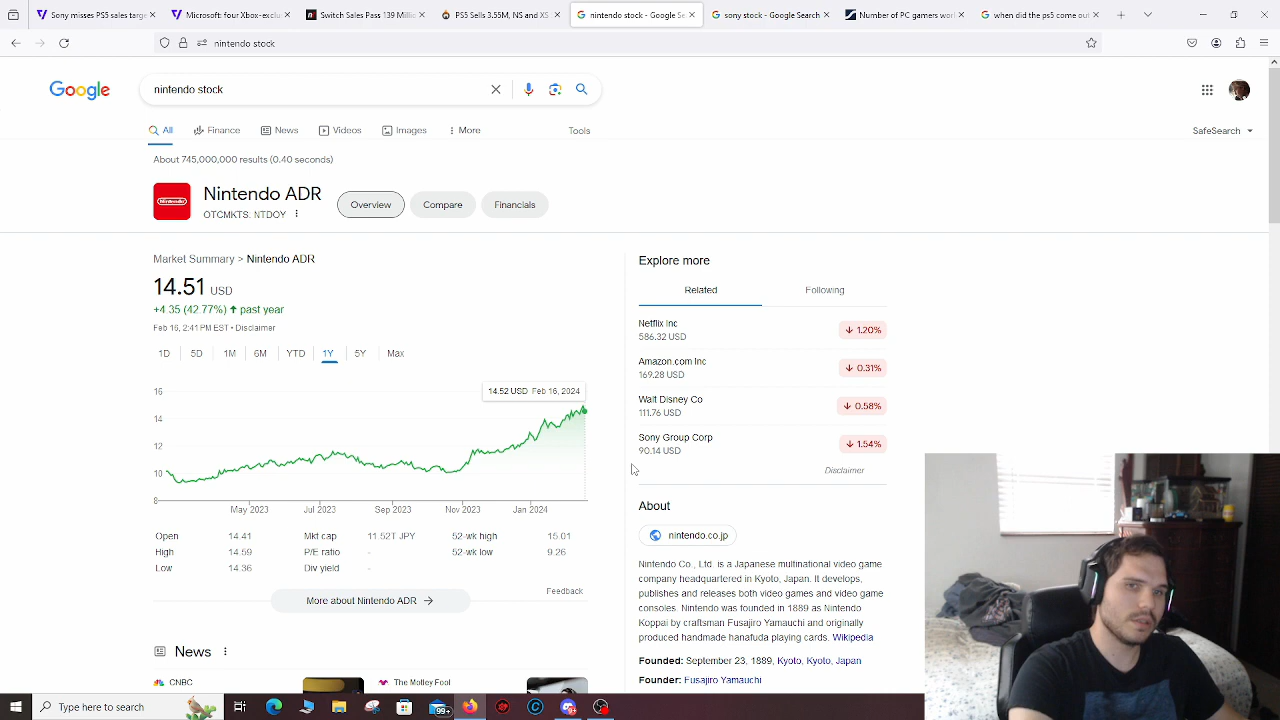 Sony misses PS5 sales targe
Microsoft four Xbox-exclu
Switch Sales Pass 139 Milli
PS5 Sells 3.55M, NS and XS
nintendo stock - Google Se
sony stock - Google Search
Number of PC gamers worl
when did the ps5 come out
nintendo stock
Google
nintendo stock
All
Finance
News
Videos
Images
More
Tools
SafeSearch
About 745,000,000 results (0.40 seconds)
Nintendo
Nintendo ADR
OTCMKTS: NTDOY
Overview
Compare
Financials
Market Summary > Nintendo ADR
14.51 USD
+4.35 (42.77%) past year
Feb 16, 2:41 PM EST • Disclaimer
1D 5D 1M 6M YTD 1Y 5Y Max
14.52 USD Feb 16, 2024
16
14
12
10
8
May 2023 Jul 2023 Sep 2023 Nov 2023 Jan 2024
Open 14.41 Mkt cap 11.52T JPY 52-wk high 15.01
High 14.59 P/E ratio - 52-wk low 9.26
Low 14.36 Div yield -
Feedback
More about Nintendo ADR
News
CNBC
The Motley Fool
Explore more
Related
Following
Netflix Inc
586.32 USD
1.20%
Amazon.com Inc
169.28 USD
0.31%
Walt Disney Co
111.76 USD
0.58%
Sony Group Corp
90.14 USD
1.54%
Disclaimer
About
nintendo.co.jp
Nintendo Co., Ltd. is a Japanese multinational video game
company headquartered in Kyoto, Japan. It develops,
publishes and releases both video games and video game
consoles. Nintendo was founded in 1889 as Nintendo
Koppai by craftsman Fusajiro Yamauchi and originally
produced handmade hanafuda playing cards. Wikipedia
Founded: September 23, 1889, Kyoto, Kyoto, Japan
Founder: Fusajiro Yamauchi
Type here to search